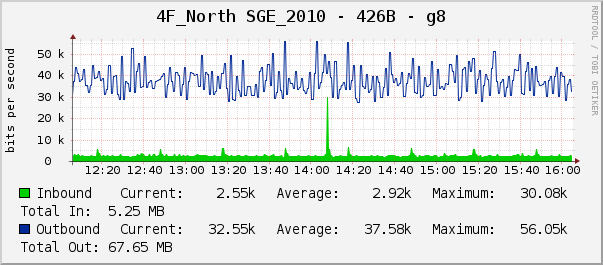 4F_North SGE_2010 - 426B - g8
RRDTOOL / TOBI OETIKER
bits per second
50 k
40 k
30 k
20 k
10 k
0
12:20 12:40 13:00 13:20 13:40 14:00 14:20 14:40 15:00 15:20 15:40 16:00
Inbound Current: 2.55k Average: 2.92k Maximum: 30.08k
Total In: 5.25 MB
Outbound Current: 32.55k Average: 37.58k Maximum: 56.05k
Total Out: 67.65 MB